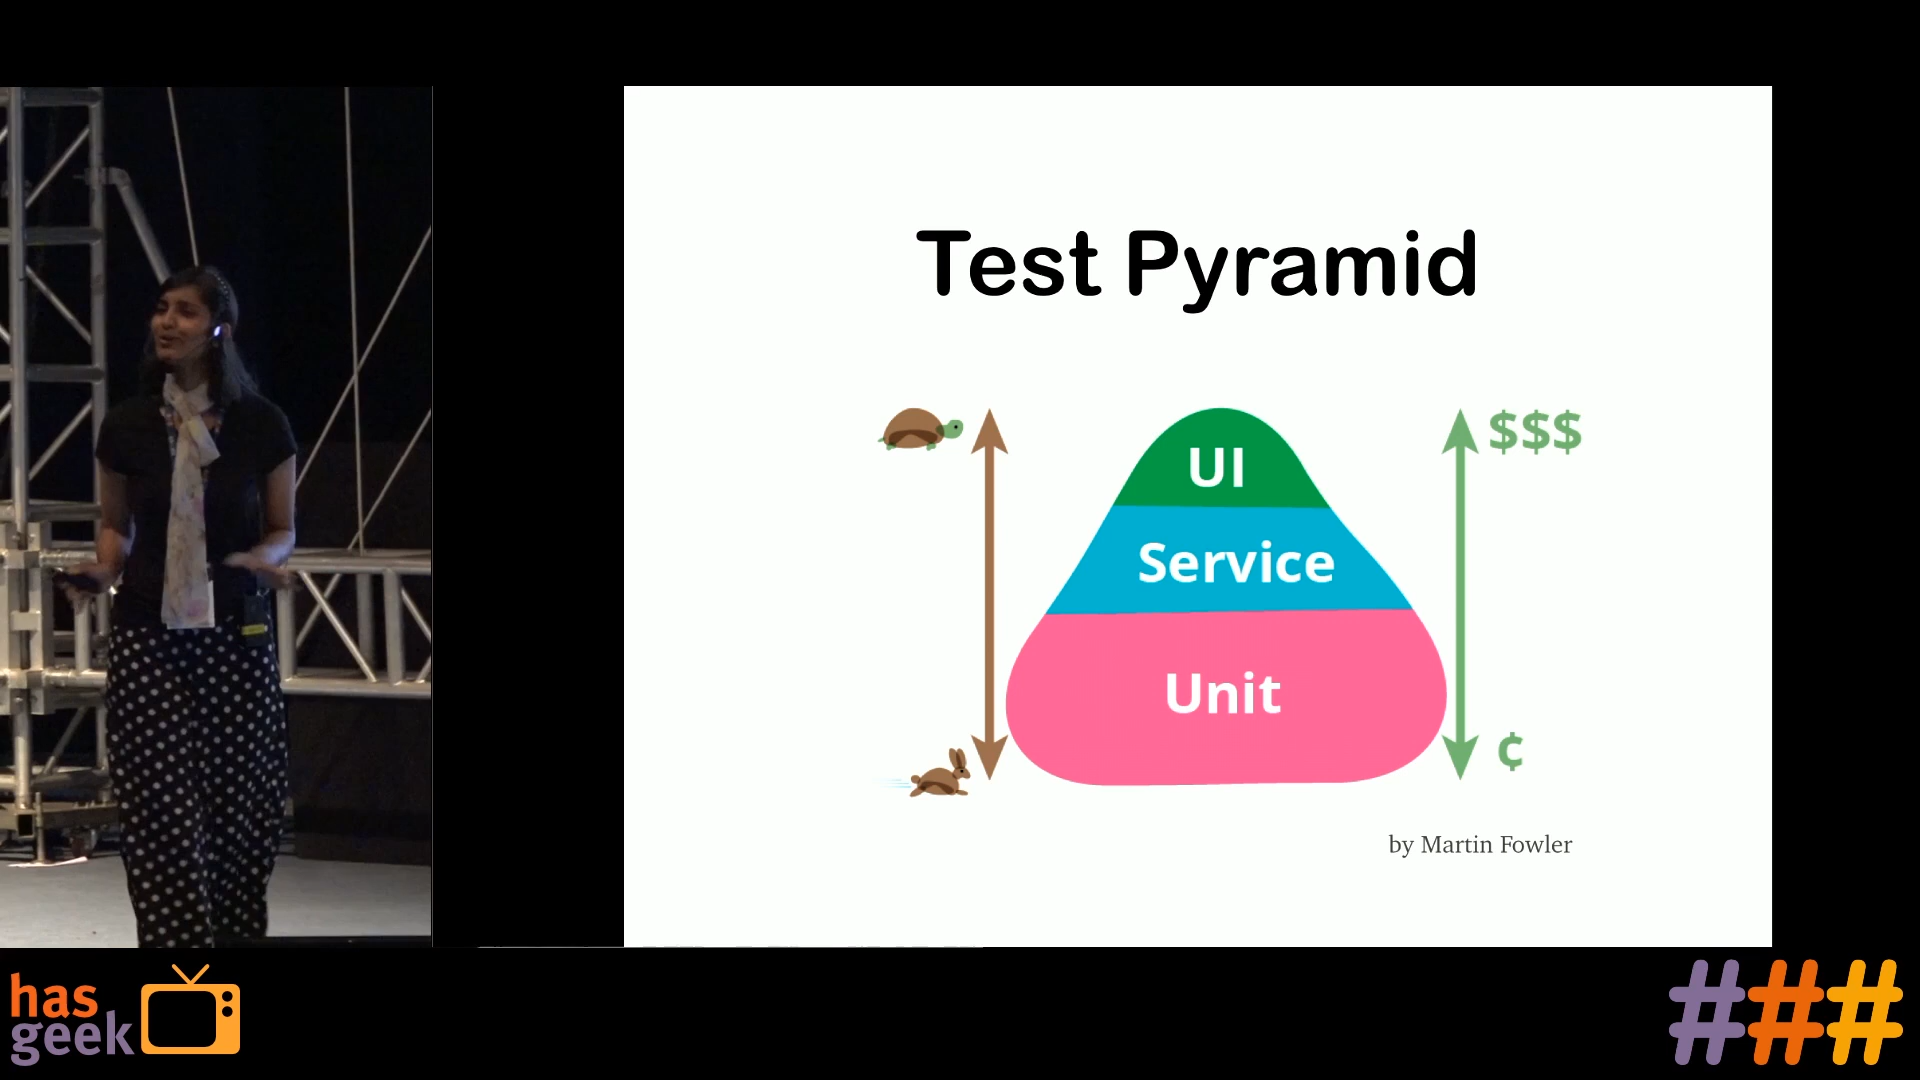 Test Pyramid
$$$
UI
Service
Unit
¢
by Martin Fowler
has
geek
###